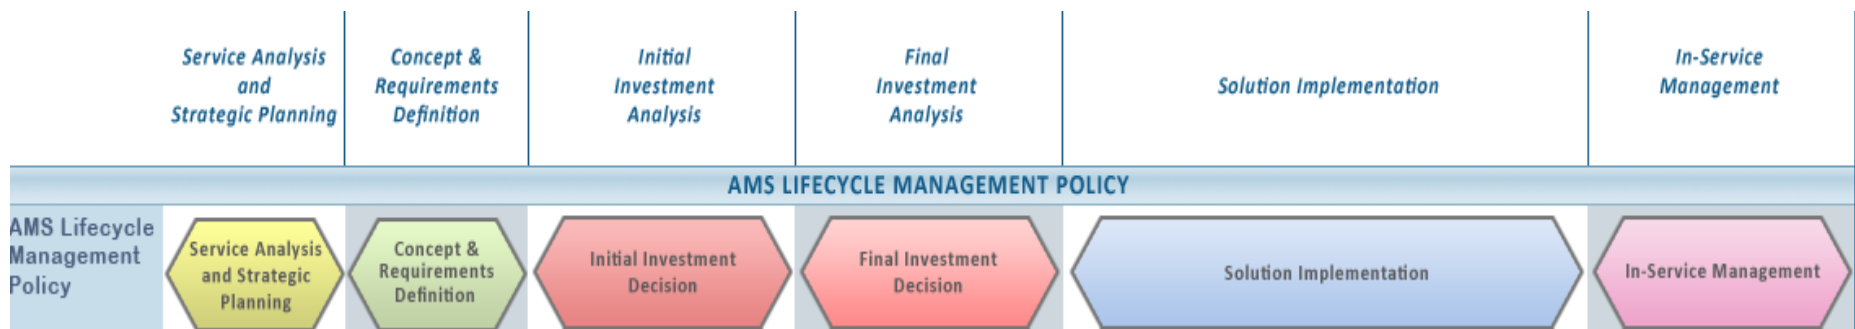 Service Analysis
and
Strategic Planning
Concept &
Requirements
Definition
Initial
Investment
Analysis
Final
Investment
Analysis
Solution Implementation
In-Service
Management
AMS LIFECYCLE MANAGEMENT POLICY
AMS Lifecycle
Management
Policy
Service Analysis
and Strategic
Planning
Concept &
Requirements
Definition
Initial Investment
Decision
Final Investment
Decision
Solution Implementation
In-Service Management